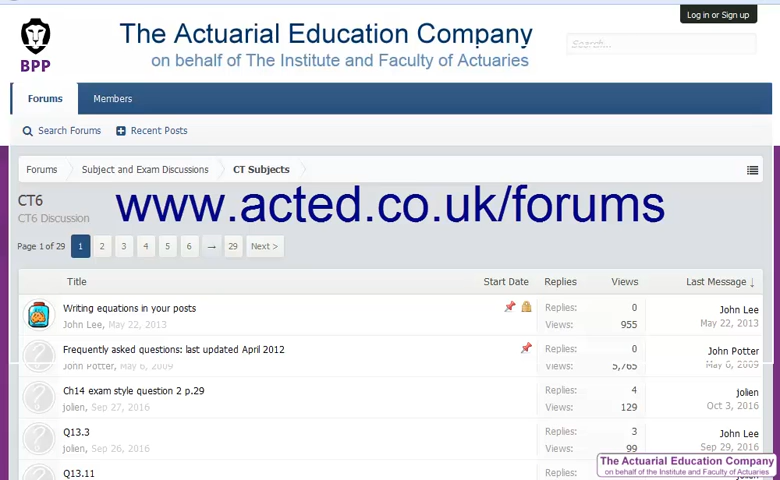 Log in or Sign up
The Actuarial Education Company
on behalf of The Institute and Faculty of Actuaries
Search...
BPP
Forums Members
Search Forums Recent Posts
Forums Subject and Exam Discussions CT Subjects
CT6
CT6 Discussion
www.acted.co.uk/forums
Page 1 of 29 1 2 3 4 5 6 → 29 Next >
Title Start Date Replies Views Last Message ↓
Writing equations in your posts Replies: 0 John Lee
John Lee, May 22, 2013 Views: 955 May 22, 2013
Frequently asked questions: last updated April 2012 Replies: 0 John Potter
John Potter, May 6, 2009 Views: 5,765 May 6, 2009
Ch14 exam style question 2 p.29 Replies: 4 jolien
jolien, Sep 27, 2016 Views: 129 Oct 3, 2016
Q13.3 Replies: 3 John Lee
jolien, Sep 26, 2016 Views: 99 Sep 29, 2016
Q13.11
The Actuarial Education Company
on behalf of the Institute and Faculty of Actuaries